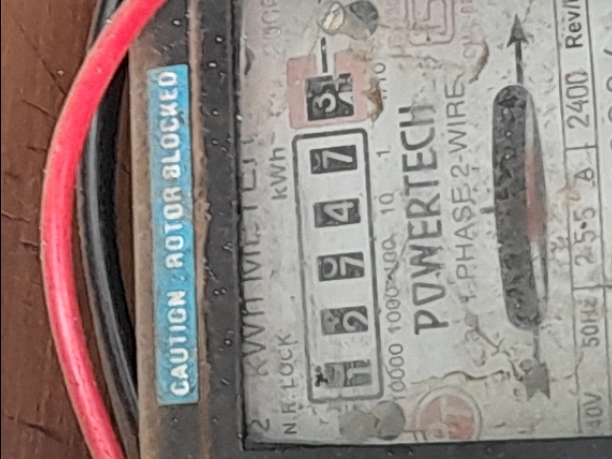 CAUTION : ROTOR BLOCKED
KWh METER
N.R. LOCK
kWh
2 9 4 7 3
10000 1000 100 10 1 1/10
POWERTECH
1-PHASE 2-WIRE
50Hz 2.5-5 A 2400 Rev/